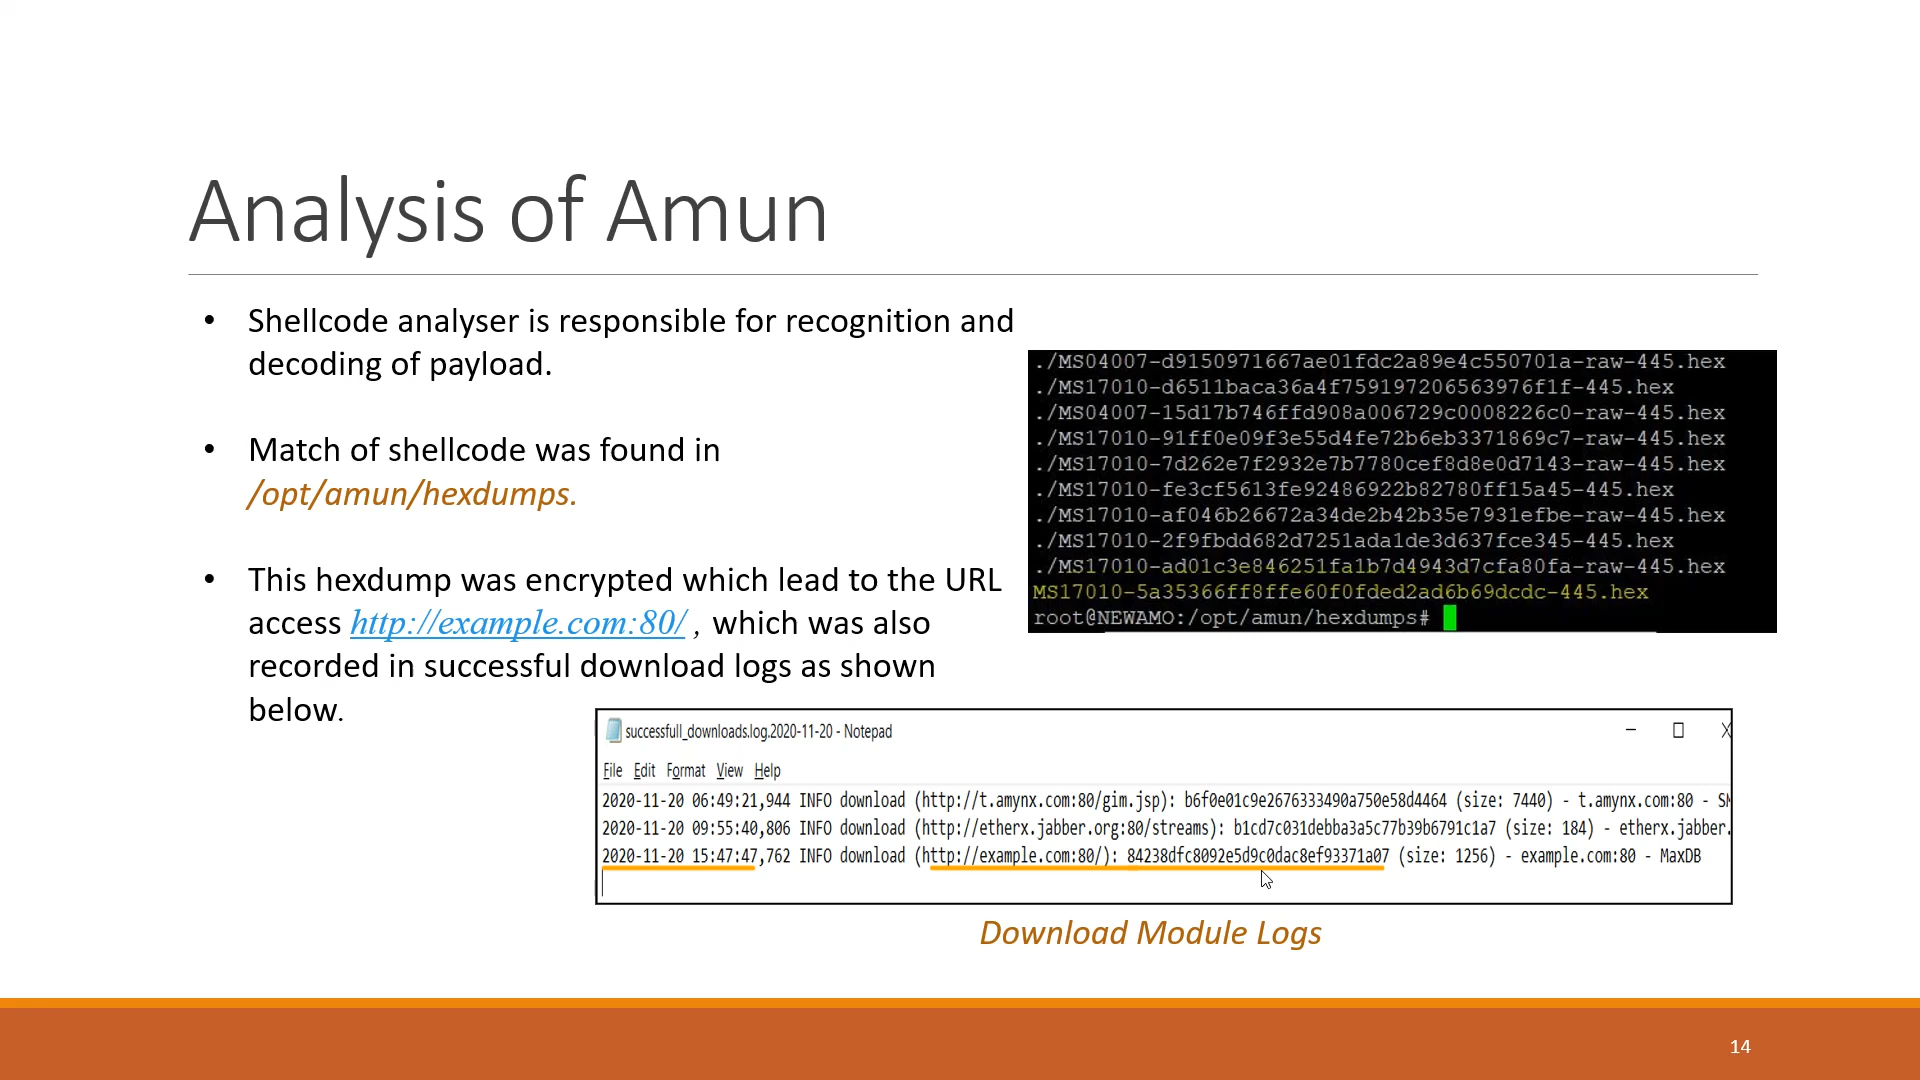 Analysis of Amun
• Shellcode analyser is responsible for recognition and
decoding of payload.
• Match of shellcode was found in
/opt/amun/hexdumps.
• This hexdump was encrypted which lead to the URL
access http://example.com:80/ , which was also
recorded in successful download logs as shown
below.
./MS04007-d9150971667ae01fdc2a89e4c550701a-raw-445.hex
./MS17010-d6511baca36a4f759197206563976f1f-445.hex
./MS04007-15d17b746ffd908a006729c0008226c0-raw-445.hex
./MS17010-91ff0e09f3e55d4fe72b6eb3371869c7-raw-445.hex
./MS17010-7d262e7f2932e7b7780cef8d8e0d7143-raw-445.hex
./MS17010-fe3cf5613fe92486922b82780ff15a45-445.hex
./MS17010-af046b26672a34de2b42b35e7931efbe-raw-445.hex
./MS17010-2f9fbdd682d7251ada1de3d637fce345-445.hex
./MS17010-ad01c3e846251fa1b7d4943d7cfa80fa-raw-445.hex
MS17010-5a35366ff8ffe60f0fded2ad6b69dcdc-445.hex
root@NEWAMO:/opt/amun/hexdumps#
successfull_downloads.log.2020-11-20 - Notepad
File Edit Format View Help
2020-11-20 06:49:21,944 INFO download (http://t.amynx.com:80/gim.jsp): b6f0e01c9e2676333490a750e58d4464 (size: 7440) - t.amynx.com:80 - SM
2020-11-20 09:55:40,806 INFO download (http://etherx.jabber.org:80/streams): b1cd7c031debba3a5c77b39b6791c1a7 (size: 184) - etherx.jabber.
2020-11-20 15:47:47,762 INFO download (http://example.com:80/): 84238dfc8092e5d9c0dac8ef93371a07 (size: 1256) - example.com:80 - MaxDB
Download Module Logs
14